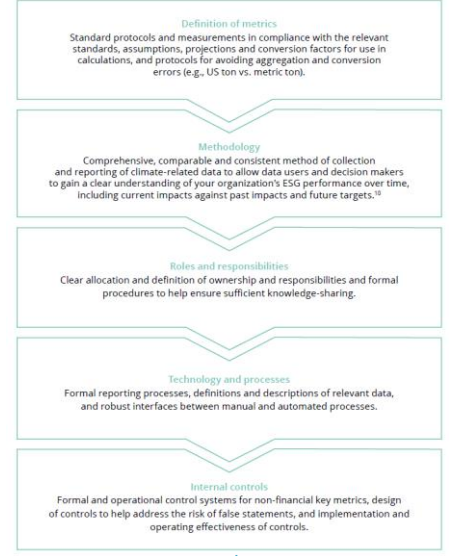 Definition of metrics
Standard protocols and measurements in compliance with the relevant
standards, assumptions, projections and conversion factors for use in
calculations, and protocols for avoiding aggregation and conversion
errors (e.g., US ton vs. metric ton).
Methodology
Comprehensive, comparable and consistent method of collection
and reporting of climate-related data to allow data users and decision makers
to gain a clear understanding of your organization's ESG performance over time,
including current impacts against past impacts and future targets.¹⁰
Roles and responsibilities
Clear allocation and definition of ownership and responsibilities and formal
procedures to help ensure sufficient knowledge-sharing.
Technology and processes
Formal reporting processes, definitions and descriptions of relevant data,
and robust interfaces between manual and automated processes.
Internal controls
Formal and operational control systems for non-financial key metrics, design
of controls to help address the risk of false statements, and implementation and
operating effectiveness of controls.